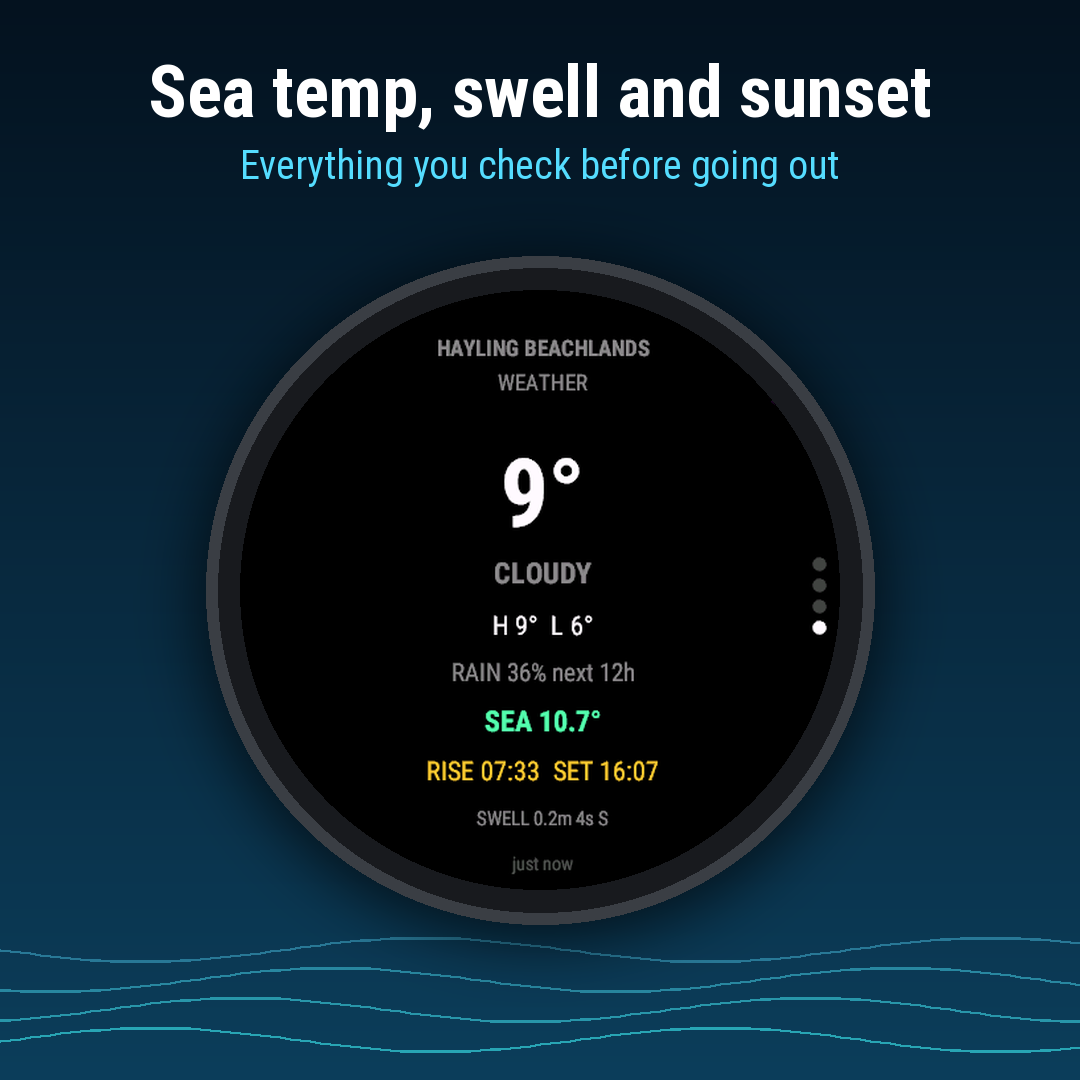 Sea temp, swell and sunset
Everything you check before going out
HAYLING BEACHLANDS
WEATHER
9°
CLOUDY
H 9° L 6°
RAIN 36% next 12h
SEA 10.7°
RISE 07:33 SET 16:07
SWELL 0.2m 4s S
just now